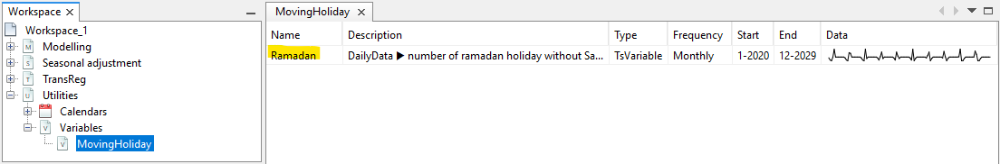 Workspace
Workspace_1
M Modelling
S Seasonal adjustment
T TransReg
U Utilities
Calendars
V Variables
V MovingHoliday
MovingHoliday
Name Description Type Frequency Start End Data
Ramadan DailyData ▶ number of ramadan holiday without Sa... TsVariable Monthly 1-2020 12-2029